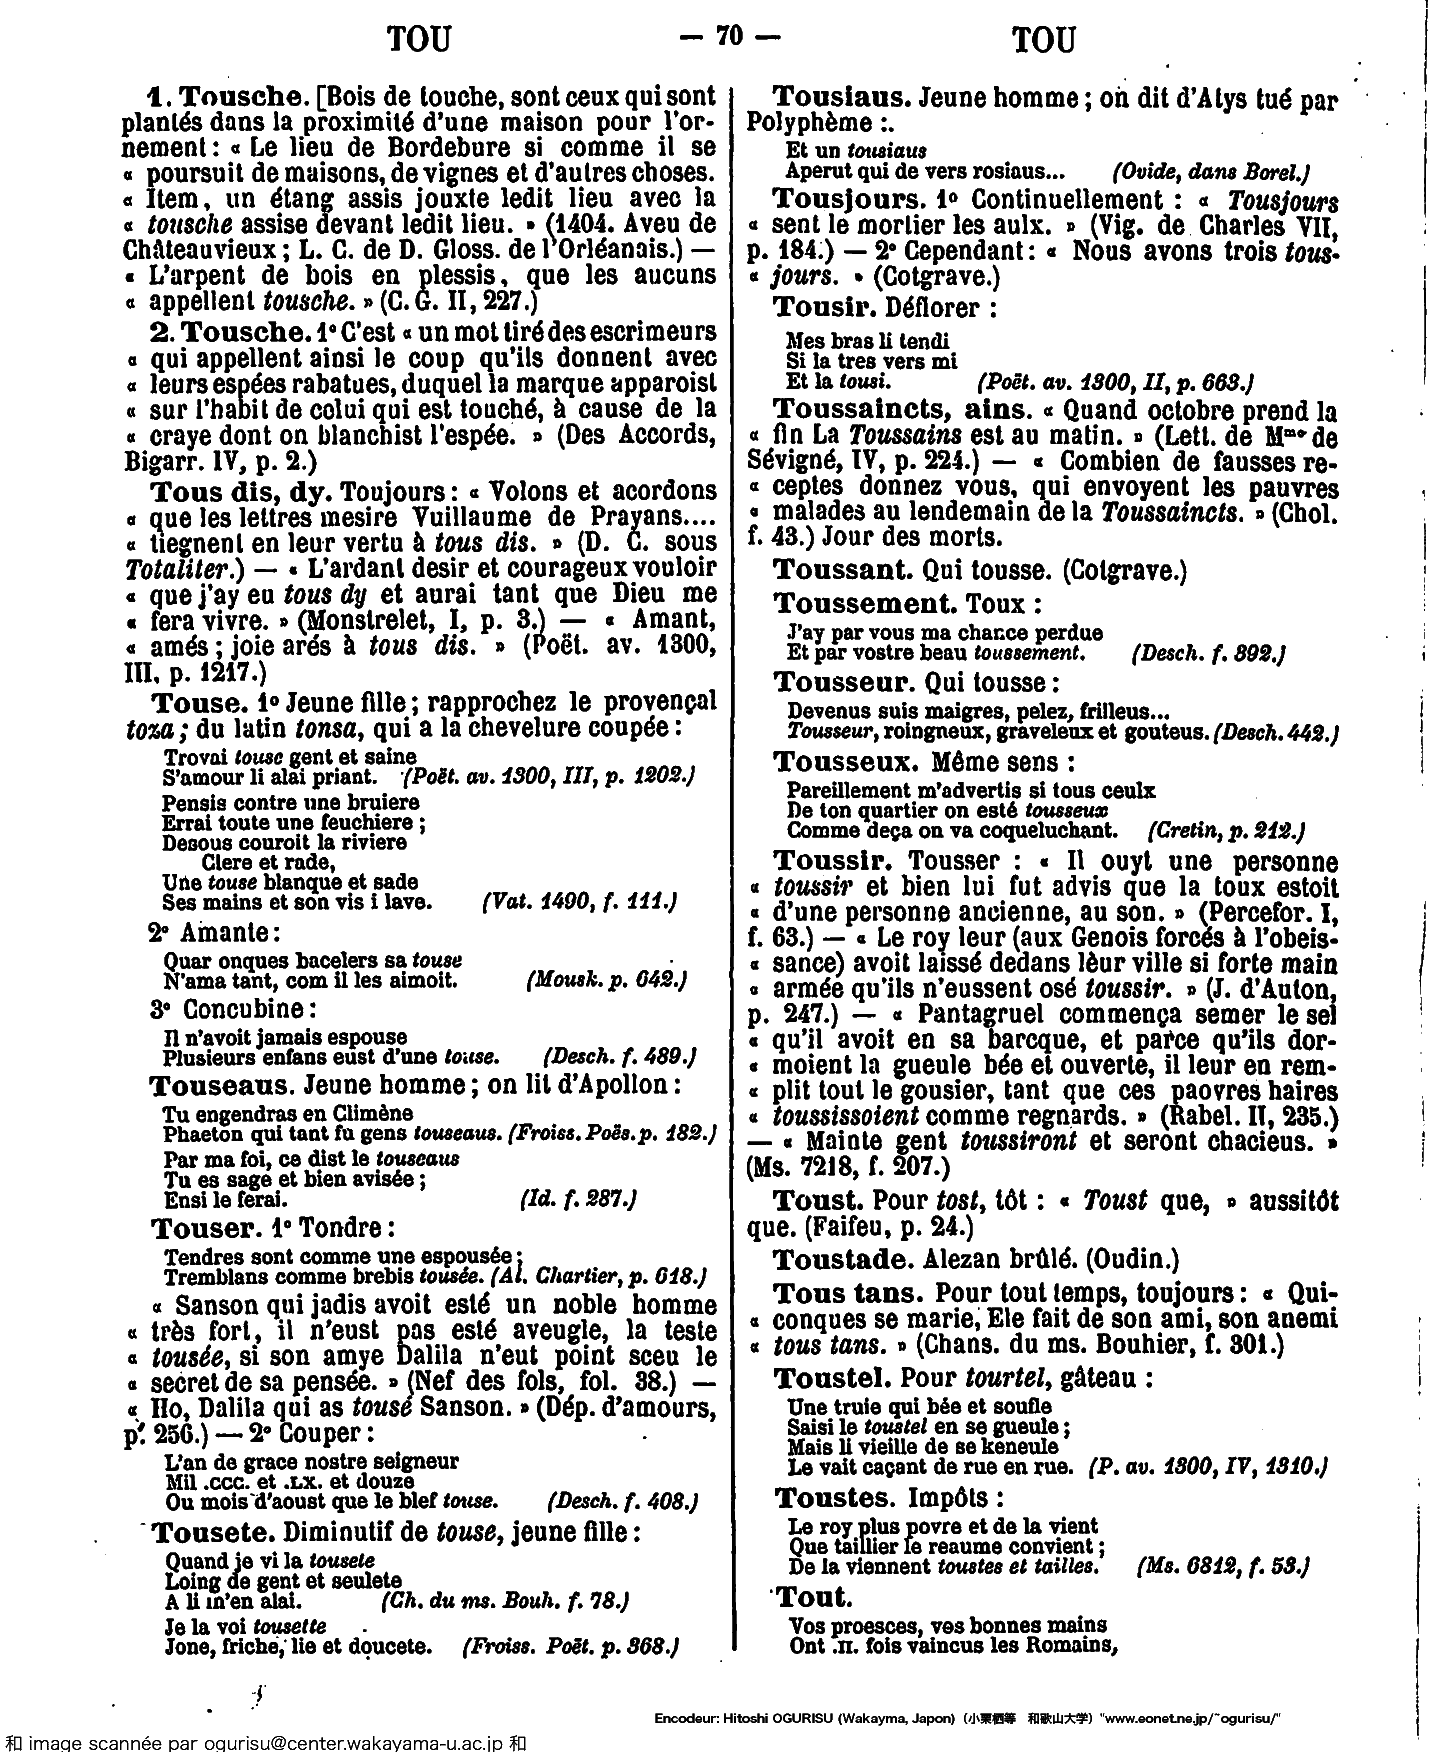 TOU — 70 — TOU
1. Tousche. [Bois de touche, sont ceux qui sont
plantés dans la proximité d'une maison pour l'or-
nement : « Le lieu de Bordebure si comme il se
« poursuit de maisons, de vignes et d'autres choses.
« Item, un étang assis jouxte ledit lieu avec la
« tousche assise devant ledit lieu. » (1404. Aveu de
Châteauvieux ; L. C. de D. Gloss. de l'Orléanais.) —
« L'arpent de bois en plessis, que les aucuns
« appellent tousche. » (C. G. II, 227.)
2. Tousche. 1° C'est « un mot tiré des escrimeurs
« qui appellent ainsi le coup qu'ils donnent avec
« leurs espées rabatues, duquel la marque apparoist
« sur l'habit de celui qui est touché, à cause de la
« craye dont on blanchist l'espée. » (Des Accords,
Bigarr. IV, p. 2.)
Tous dis, dy. Toujours : « Volons et acordons
« que les lettres mesire Vuillaume de Prayans....
« tiegnent en leur vertu à tous dis. » (D. C. sous
Totaliter.) — « L'ardant desir et courageux vouloir
« que j'ay eu tous dy et aurai tant que Dieu me
« fera vivre. » (Monstrelet, I, p. 3.) — « Amant,
« amés ; joie arés à tous dis. » (Poët. av. 1300,
III, p. 1217.)
Touse. 1° Jeune fille ; rapprochez le provençal
toza ; du latin tonsa, qui a la chevelure coupée :
Trovai touse gent et saine
S'amour li alai priant. (Poët. av. 1300, III, p. 1202.)
Pensis contre une bruiere
Errai toute une feuchiere ;
Desous couroit la riviere
Clere et rade,
Une touse blanque et sade
Ses mains et son vis i lave. (Vat. 1490, f. 111.)
2° Amante :
Quar onques bacelers sa touse
N'ama tant, com il les aimoit. (Mousk. p. 642.)
3° Concubine :
Il n'avoit jamais espouse
Plusieurs enfans eust d'une touse. (Desch. f. 489.)
Touseaus. Jeune homme ; on lit d'Apollon :
Tu engendras en Climène
Phaeton qui tant fu gens touseaus. (Froiss. Poës. p. 182.)
Par ma foi, ce dist le touseaus
Tu es sage et bien avisée ;
Ensi le ferai. (Id. f. 287.)
Touser. 1° Tondre :
Tendres sont comme une espousée ;
Tremblans comme brebis tousée. (Al. Chartier, p. 618.)
« Sanson qui jadis avoit esté un noble homme
« très fort, il n'eust pas esté aveugle, la teste
« tousée, si son amye Dalila n'eut point sceu le
« secret de sa pensée. » (Nef des fols, fol. 38.) —
« Ho, Dalila qui as tousé Sanson. » (Dép. d'amours,
p. 256.) — 2° Couper :
L'an de grace nostre seigneur
Mil .CCC. et .LX. et douze
Ou mois d'aoust que le blef touse. (Desch. f. 408.)
Tousete. Diminutif de touse, jeune fille :
Quand je vi la tousete
Loing de gent et seulete
A li m'en alai. (Ch. du ms. Bouh. f. 78.)
Je la voi tousette
Jone, friche, lie et doucete. (Froiss. Poët. p. 368.)
Tousiaus. Jeune homme ; on dit d'Atys tué par
Polyphème :.
Et un tousiaus
Aperut qui de vers rosiaus... (Ovide, dans Borel.)
Tousjours. 1° Continuellement : « Tousjours
« sent le mortier les aulx. » (Vig. de Charles VII,
p. 184.) — 2° Cependant : « Nous avons trois tous-
« jours. » (Cotgrave.)
Tousir. Déflorer :
Mes bras li tendi
Si la tres vers mi
Et la tousi. (Poët. av. 1300, II, p. 663.)
Toussaincts, ains. « Quand octobre prend la
« fin La Toussains est au matin. » (Lett. de Mme de
Sévigné, IV, p. 224.) — « Combien de fausses re-
« ceptes donnez vous, qui envoyent les pauvres
« malades au lendemain de la Toussaincts. » (Chol.
f. 43.) Jour des morts.
Toussant. Qui tousse. (Cotgrave.)
Toussement. Toux :
J'ay par vous ma chance perdue
Et par vostre beau toussement. (Desch. f. 392.)
Tousseur. Qui tousse :
Devenus suis maigres, pelez, frilleus...
Tousseur, roingneux, graveleux et gouteus. (Desch. 442.)
Tousseux. Même sens :
Pareillement m'advertis si tous ceulx
De ton quartier on esté tousseux
Comme deça on va coqueluchant. (Cretin, p. 212.)
Toussir. Tousser : « Il ouyt une personne
« toussir et bien lui fut advis que la toux estoit
« d'une personne ancienne, au son. » (Percefor. I,
f. 63.) — « Le roy leur (aux Genois forcés à l'obeis-
« sance) avoit laissé dedans leur ville si forte main
« armée qu'ils n'eussent osé toussir. » (J. d'Auton,
p. 247.) — « Pantagruel commença semer le sel
« qu'il avoit en sa barcque, et parce qu'ils dor-
« moient la gueule bée et ouverte, il leur en rem-
« plit tout le gousier, tant que ces paovres haires
« toussissoient comme regnards. » (Rabel. II, 235.)
— « Mainte gent toussiront et seront chacieus. »
(Ms. 7218, f. 207.)
Toust. Pour tost, tôt : « Toust que, » aussitôt
que. (Faifeu, p. 24.)
Toustade. Alezan brûlé. (Oudin.)
Tous tans. Pour tout temps, toujours : « Qui-
« conques se marie, Ele fait de son ami, son anemi
« tous tans. » (Chans. du ms. Bouhier, f. 301.)
Toustel. Pour tourtel, gâteau :
Une truie qui bée et soufle
Saisi le toustel en se gueule ;
Mais li vieille de se keneule
Le vait caçant de rue en rue. (P. av. 1300, IV, 1310.)
Toustes. Impôts :
Le roy plus povre et de la vient
Que taillier le reaume convient ;
De la viennent toustes et tailles. (Ms. 6812, f. 53.)
Tout.
Vos proesces, vos bonnes mains
Ont .II. fois vaincus les Romains,
Encodeur: Hitoshi OGURISU (Wakayma, Japon) (小栗栖等 和歌山大学) "www.eonet.ne.jp/~ogurisu/"
和 image scannée par ogurisu@center.wakayama-u.ac.jp 和